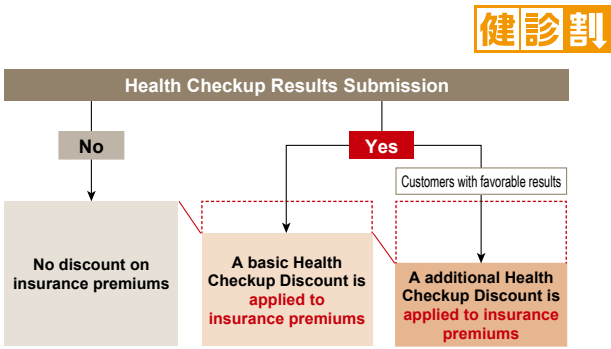 健診割
Health Checkup Results Submission
No
Yes
Customers with favorable results
No discount on
insurance premiums
A basic Health
Checkup Discount is
applied to
insurance premiums
A additional Health
Checkup Discount is
applied to insurance
premiums